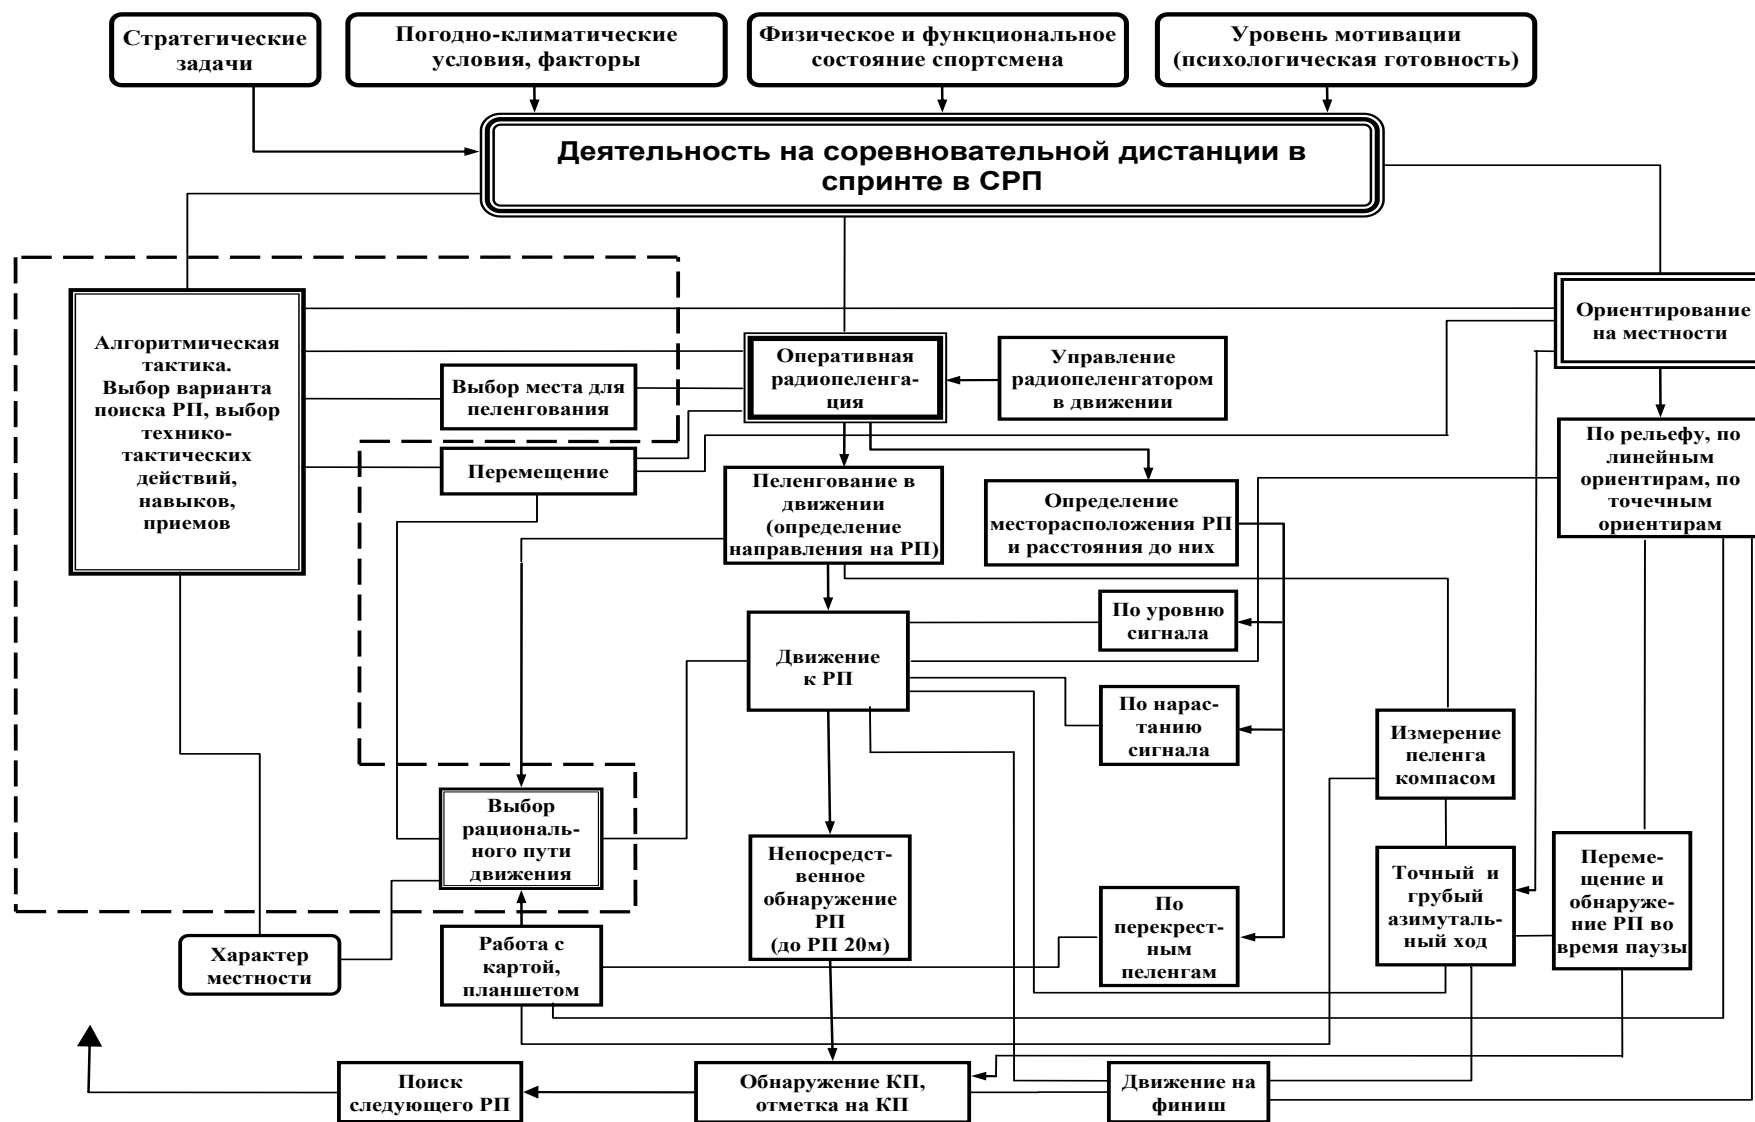 Стратегические
задачи
Погодно-климатические
условия, факторы
Физическое и функциональное
состояние спортсмена
Уровень мотивации
(психологическая готовность)
Деятельность на соревновательной дистанции в
спринте в СРП
Алгоритмическая
тактика.
Выбор варианта
поиска РП, выбор
технико-
тактических
действий,
навыков,
приемов
Выбор места для
пеленгования
Перемещение
Оперативная
радиопеленга-
ция
Управление
радиопеленгатором
в движении
Ориентирование
на местности
Пеленгование в
движении
(определение
направления на РП)
Определение
месторасположения РП
и расстояния до них
По рельефу, по
линейным
ориентирам, по
точечным
ориентирам
По уровню
сигнала
Движение
к РП
По нарас-
танию
сигнала
Измерение
пеленга
компасом
Выбор
рациональ-
ного пути
движения
Непосредст-
венное
обнаружение
РП
(до РП 20м)
По
перекрест-
ным
пеленгам
Точный и
грубый
азимуталь-
ный ход
Переме-
щение и
обнаруже-
ние РП во
время паузы
Характер
местности
Работа с
картой,
планшетом
Поиск
следующего РП
Обнаружение КП,
отметка на КП
Движение на
финиш